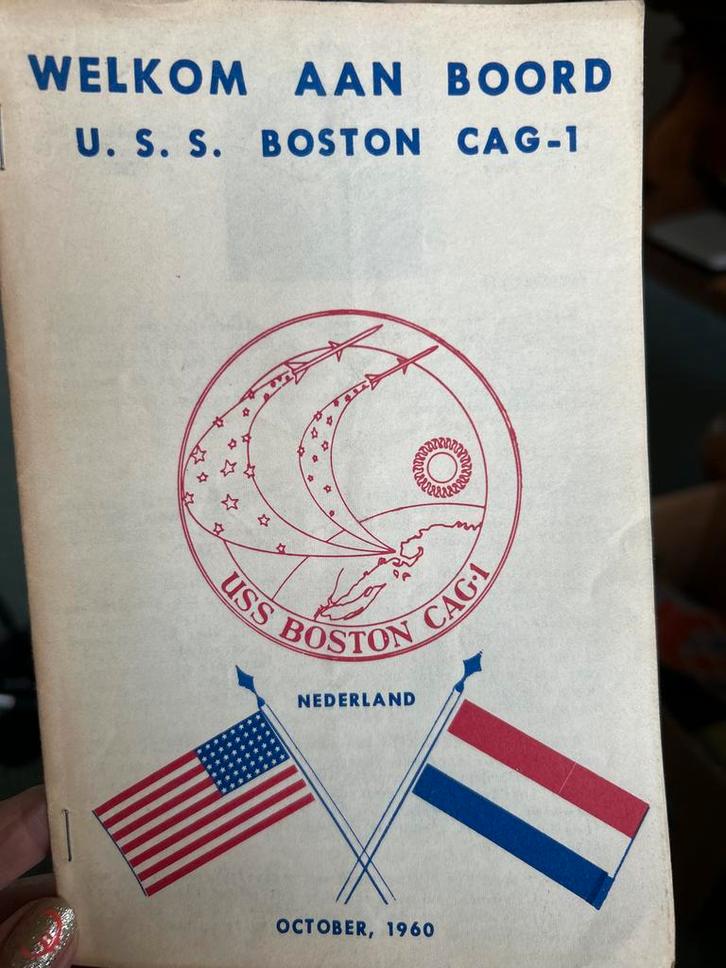 WELKOM AAN BOORD
U. S. S. BOSTON CAG-1
USS BOSTON CAG·1
NEDERLAND
OCTOBER, 1960